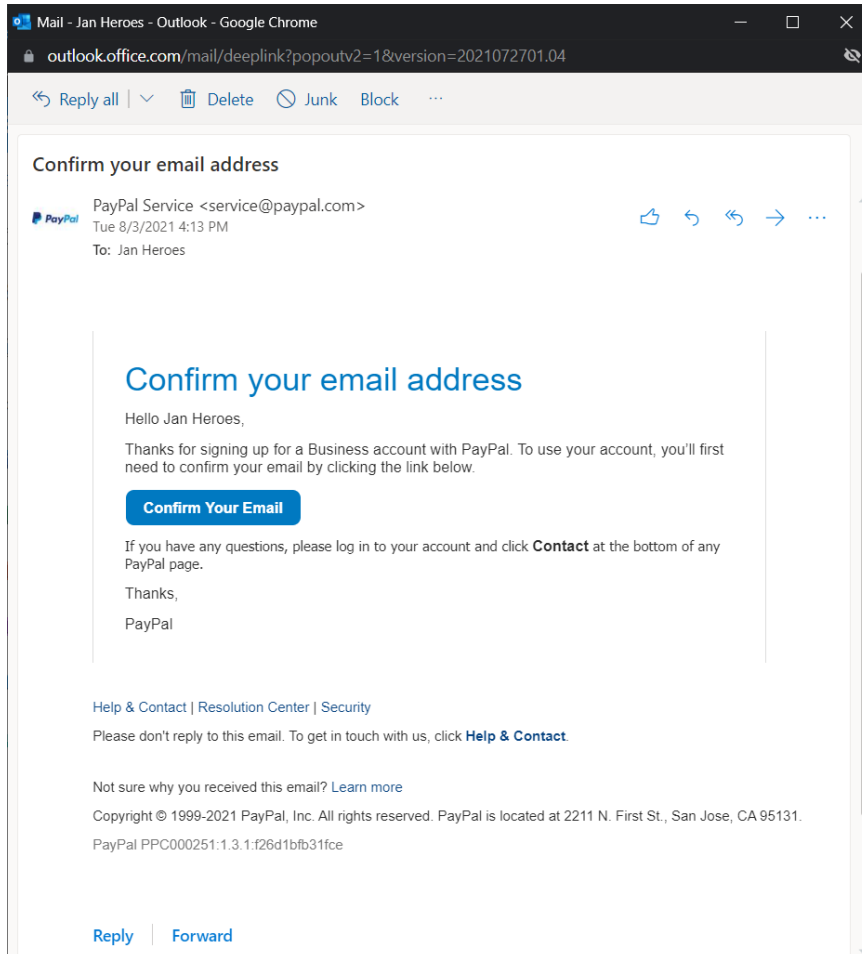 Mail - Jan Heroes - Outlook - Google Chrome
outlook.office.com/mail/deeplink?popoutv2=1&version=2021072701.04
Reply all | Delete Junk Block ...
Confirm your email address
PayPal
PayPal Service <service@paypal.com>
Tue 8/3/2021 4:13 PM
To: Jan Heroes
Confirm your email address
Hello Jan Heroes,
Thanks for signing up for a Business account with PayPal. To use your account, you’ll first
need to confirm your email by clicking the link below.
Confirm Your Email
If you have any questions, please log in to your account and click Contact at the bottom of any
PayPal page.
Thanks,
PayPal
Help & Contact | Resolution Center | Security
Please don't reply to this email. To get in touch with us, click Help & Contact.
Not sure why you received this email? Learn more
Copyright © 1999-2021 PayPal, Inc. All rights reserved. PayPal is located at 2211 N. First St., San Jose, CA 95131.
PayPal PPC000251:1.3.1:f26d1bfb31fce
Reply Forward